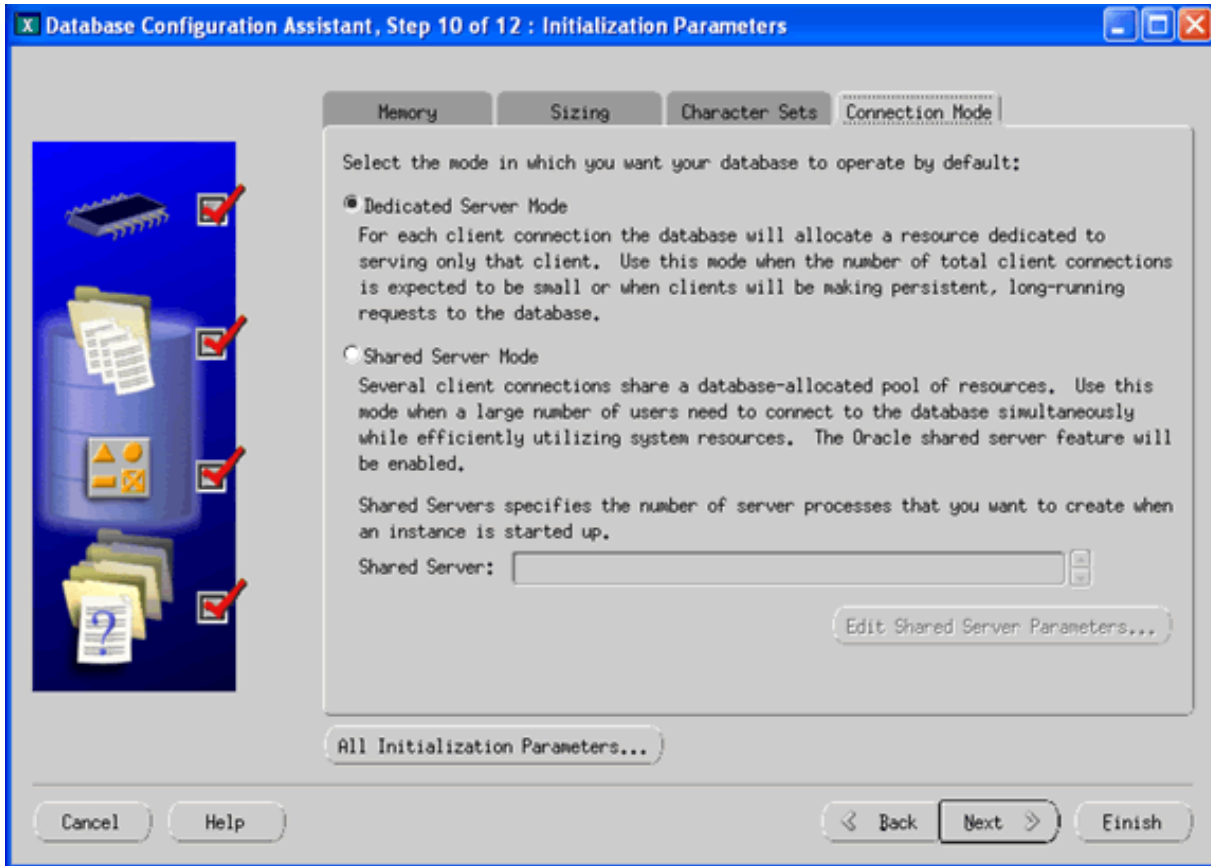 Database Configuration Assistant, Step 10 of 12 : Initialization Parameters
Memory
Sizing
Character Sets
Connection Mode
Select the mode in which you want your database to operate by default:
Dedicated Server Mode
For each client connection the database will allocate a resource dedicated to
serving only that client. Use this mode when the number of total client connections
is expected to be small or when clients will be making persistent, long-running
requests to the database.
Shared Server Mode
Several client connections share a database-allocated pool of resources. Use this
mode when a large number of users need to connect to the database simultaneously
while efficiently utilizing system resources. The Oracle shared server feature will
be enabled.
Shared Servers specifies the number of server processes that you want to create when
an instance is started up.
Shared Server:
Edit Shared Server Parameters...
All Initialization Parameters...
Cancel
Help
Back
Next
Finish